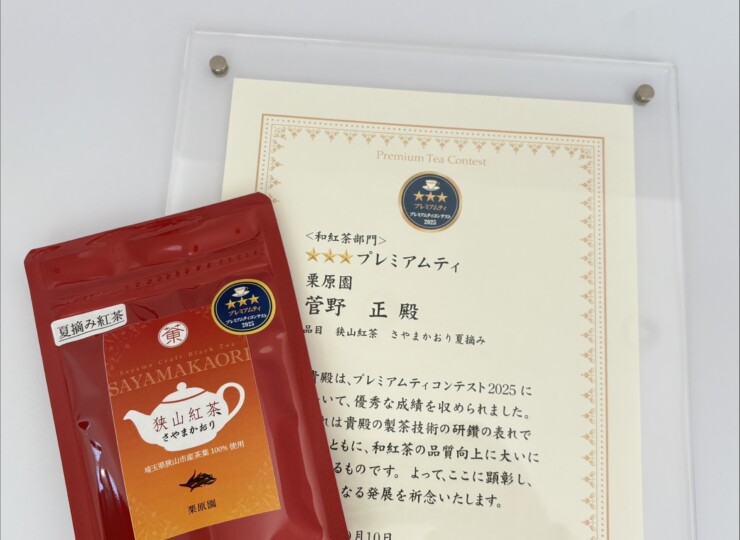 Premium Tea Contest
プレミアムティ
プレミアムティコンテスト
2025
<和紅茶部門>
★★★プレミアムティ
栗原園
菅野 正 殿
品目 狭山紅茶 さやまかおり夏摘み
貴殿は、プレミアムティコンテスト2025に
いて、優秀な成績を収められました。
れは貴殿の製茶技術の研鑽の表れで
ともに、和紅茶の品質向上に大いに
るものです。よって、ここに顕彰し、
なる発展を祈念いたします。
月10日
夏摘み紅茶
プレミアムティ
プレミアムティコンテスト
2025
Sayama Craft Black Tea
SAYAMAKAORI
狭山紅茶
さやまかおり
埼玉県狭山市産茶葉100%使用
栗原園